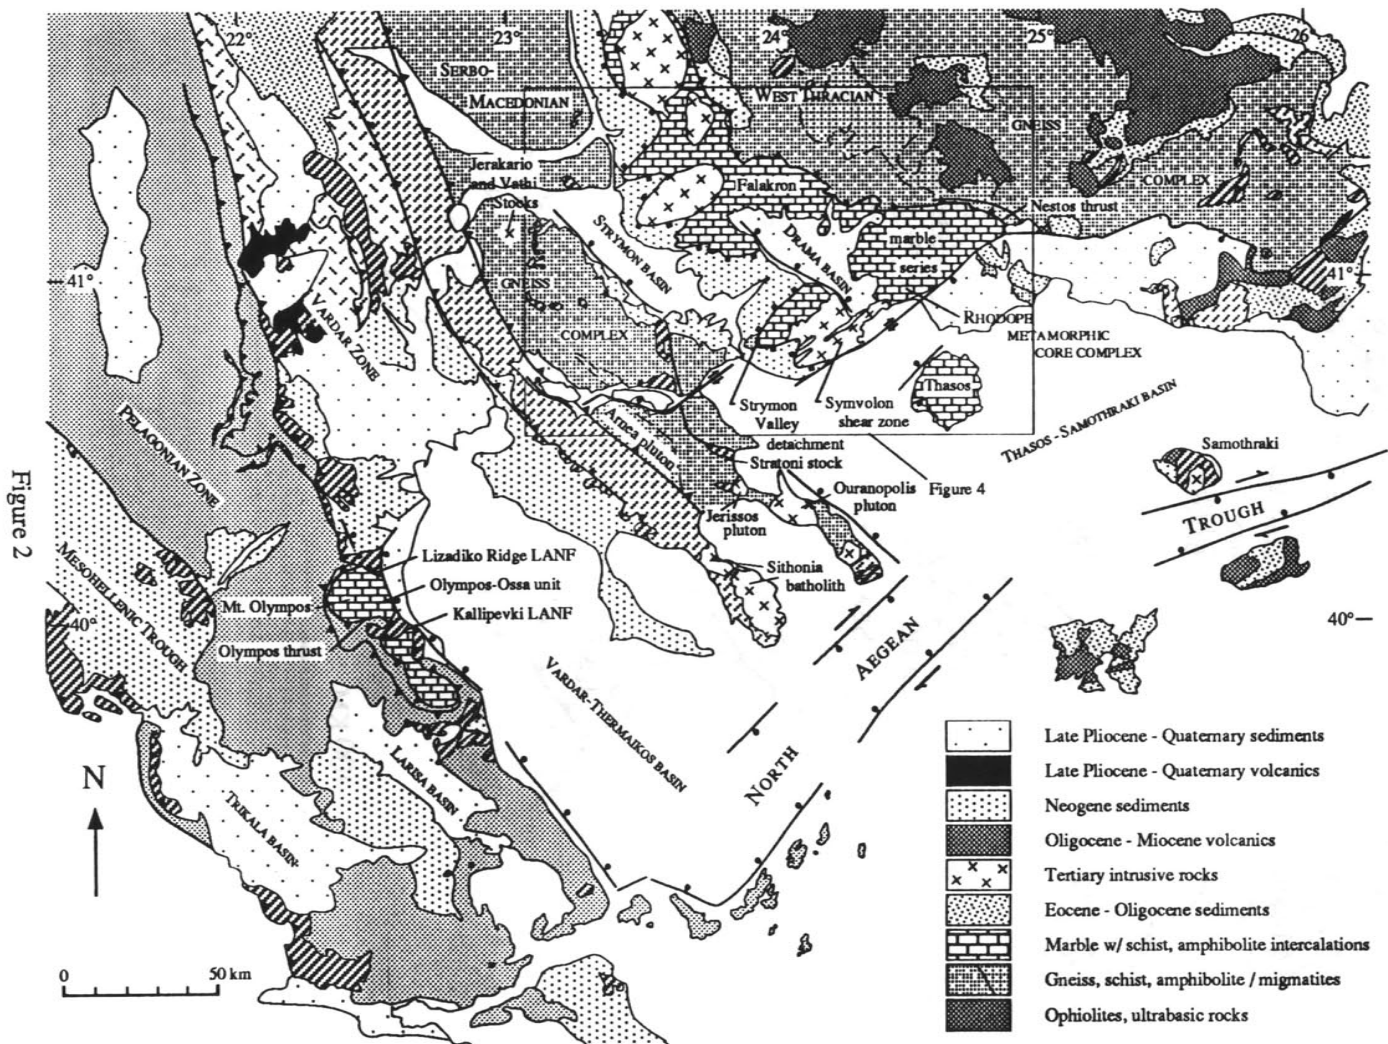 22°
23°
24°
25°
26
SERBO-
MACEDONIAN
WEST THRACIAN
GNEISS
COMPLEX
Jerakario
and Vathi
Stocks
Falakron
marble
series
Nestos thrust
STRYMON BASIN
DRAMA BASIN
GNEISS
COMPLEX
41°
41°
VARDAR ZONE
RHODOPE
METAMORPHIC
CORE COMPLEX
Thasos
THASOS - SAMOTHRAKI BASIN
Strymon
Valley
detachment
Symvolon
shear zone
Arnea pluton
PELAGONIAN ZONE
Stratoni stock
Figure 4
Samothraki
Ouranopolis
pluton
TROUGH
Jerissos
pluton
Figure 2
MESOHELLENIC TROUGH
Lizadiko Ridge LANF
Olympos-Ossa unit
Mt. Olympos
Kallipevki LANF
Sithonia
batholith
40°
40°
Olympos thrust
AEGEAN
VARDAR-THERMAIKOS BASIN
NORTH
LARISA BASIN
TRIKALA BASIN
N
0
50 km
Late Pliocene - Quaternary sediments
Late Pliocene - Quaternary volcanics
Neogene sediments
Oligocene - Miocene volcanics
Tertiary intrusive rocks
Eocene - Oligocene sediments
Marble w/ schist, amphibolite intercalations
Gneiss, schist, amphibolite / migmatites
Ophiolites, ultrabasic rocks